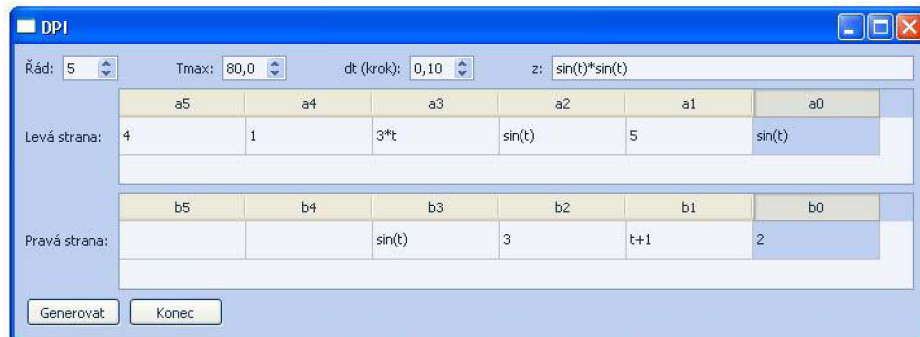 DPI
Řád: 5 Tmax: 80,0 dt (krok): 0,10 z: sin(t)*sin(t)
a5 a4 a3 a2 a1 a0
Levá strana: 4 1 3*t sin(t) 5 sin(t)
b5 b4 b3 b2 b1 b0
Pravá strana: sin(t) 3 t+1 2
Generovat Konec